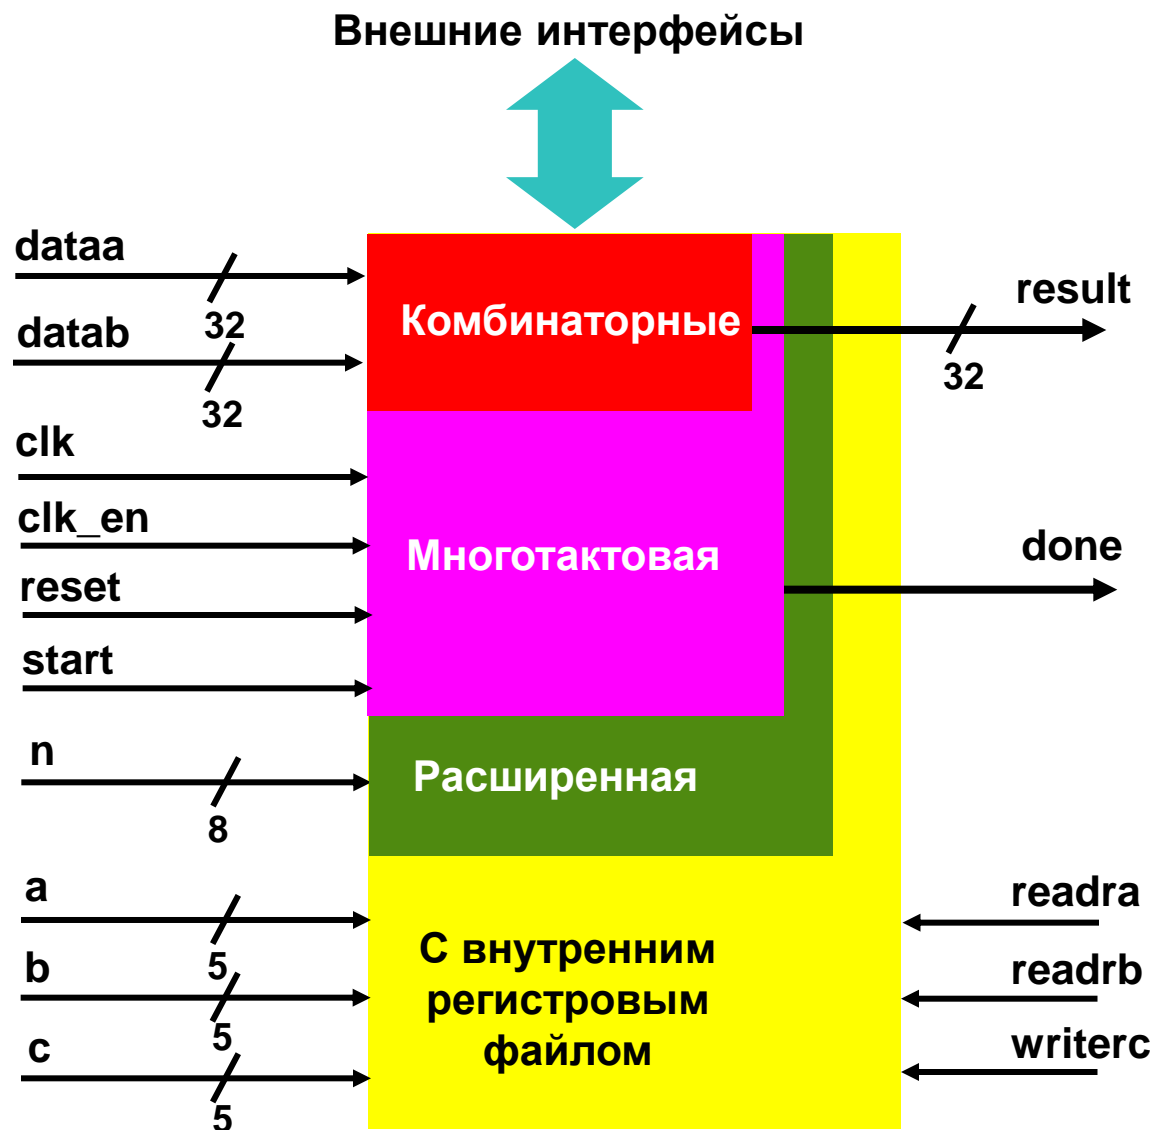 Внешние интерфейсы
dataa
32
datab
32
clk
clk_en
reset
start
n
8
a
5
b
5
c
5
Комбинаторные
Многотактовая
Расширенная
С внутренним
регистровым
файлом
result
32
done
readra
readrb
writerc